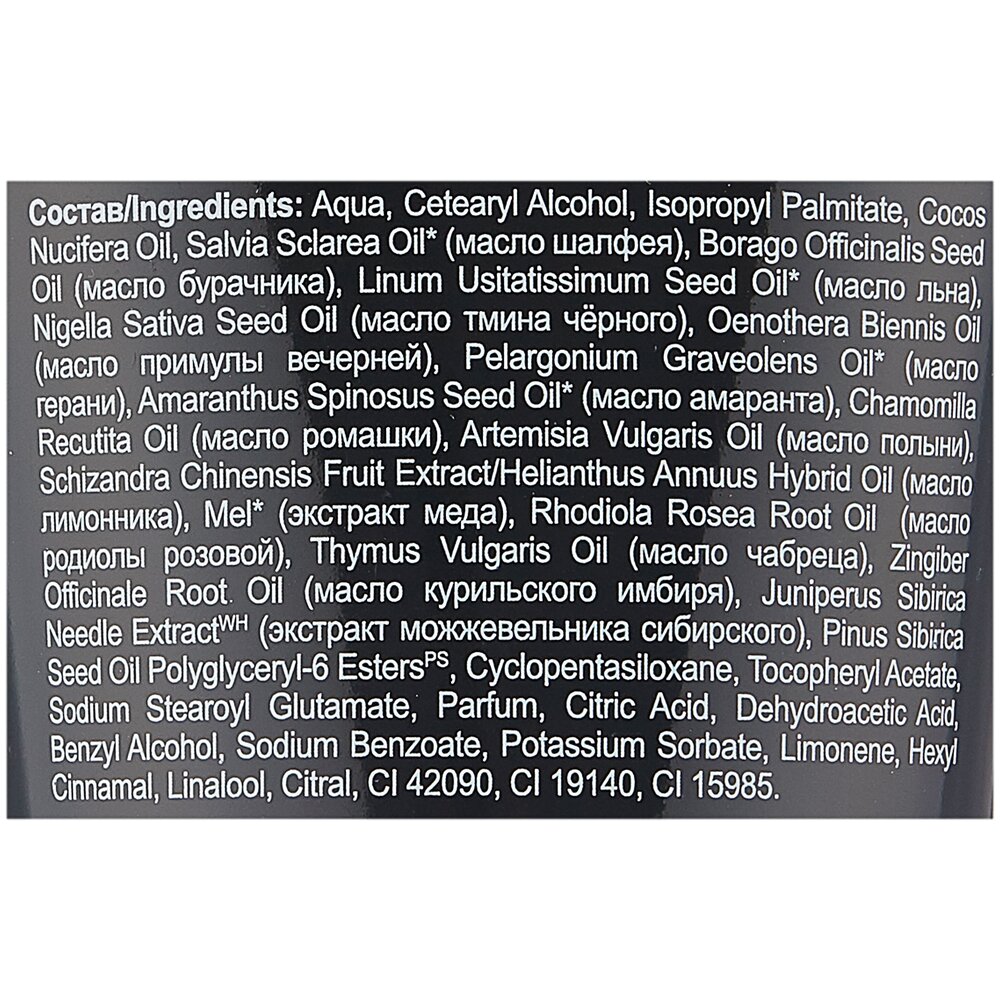 Состав/Ingredients: Aqua, Cetearyl Alcohol, Isopropyl Palmitate, Cocos
Nucifera Oil, Salvia Sclarea Oil* (масло шалфея), Borago Officinalis Seed
Oil (масло бурачника), Linum Usitatissimum Seed Oil* (масло льна),
Nigella Sativa Seed Oil (масло тмина чёрного), Oenothera Biennis Oil
(масло примулы вечерней), Pelargonium Graveolens Oil* (масло
герани), Amaranthus Spinosus Seed Oil* (масло амаранта), Chamomilla
Recutita Oil (масло ромашки), Artemisia Vulgaris Oil (масло полыни),
Schizandra Chinensis Fruit Extract/Helianthus Annuus Hybrid Oil (масло
лимонника), Mel* (экстракт меда), Rhodiola Rosea Root Oil (масло
родиолы розовой), Thymus Vulgaris Oil (масло чабреца), Zingiber
Officinale Root Oil (масло курильского имбиря), Juniperus Sibirica
Needle Extractᵂᴴ (экстракт можжевельника сибирского), Pinus Sibirica
Seed Oil Polyglyceryl-6 Estersᴾˢ, Cyclopentasiloxane, Tocopheryl Acetate,
Sodium Stearoyl Glutamate, Parfum, Citric Acid, Dehydroacetic Acid,
Benzyl Alcohol, Sodium Benzoate, Potassium Sorbate, Limonene, Hexyl
Cinnamal, Linalool, Citral, CI 42090, CI 19140, CI 15985.